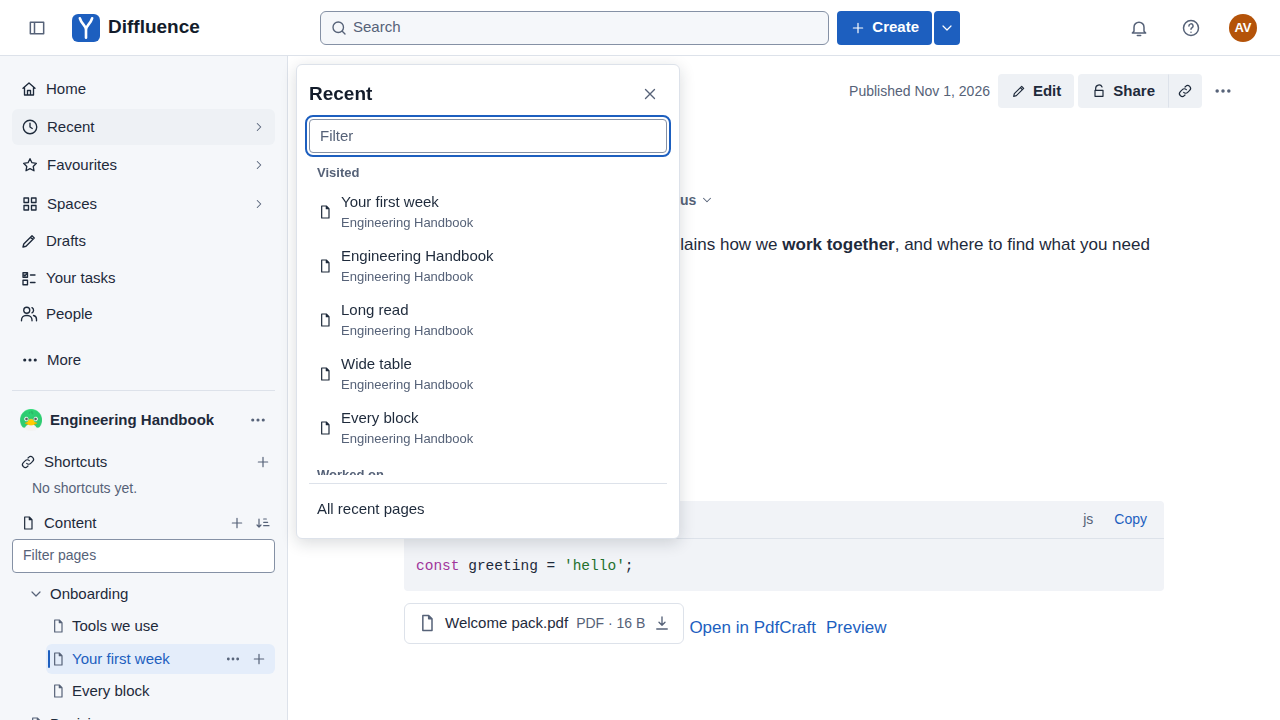 Diffluence
Search
Create
AV
Home
Recent
Favourites
Spaces
Drafts
Your tasks
People
More
Engineering Handbook
Shortcuts
No shortcuts yet.
Content
Filter pages
Onboarding
Tools we use
Your first week
Every block
Recent
Filter
Visited
Your first week
Engineering Handbook
Engineering Handbook
Engineering Handbook
Long read
Engineering Handbook
Wide table
Engineering Handbook
Every block
Engineering Handbook
Worked on
All recent pages
Published Nov 1, 2026
Edit
Share
us
lains how we work together, and where to find what you need
js
Copy
const greeting = 'hello';
Welcome pack.pdf PDF · 16 B
Open in PdfCraft Preview